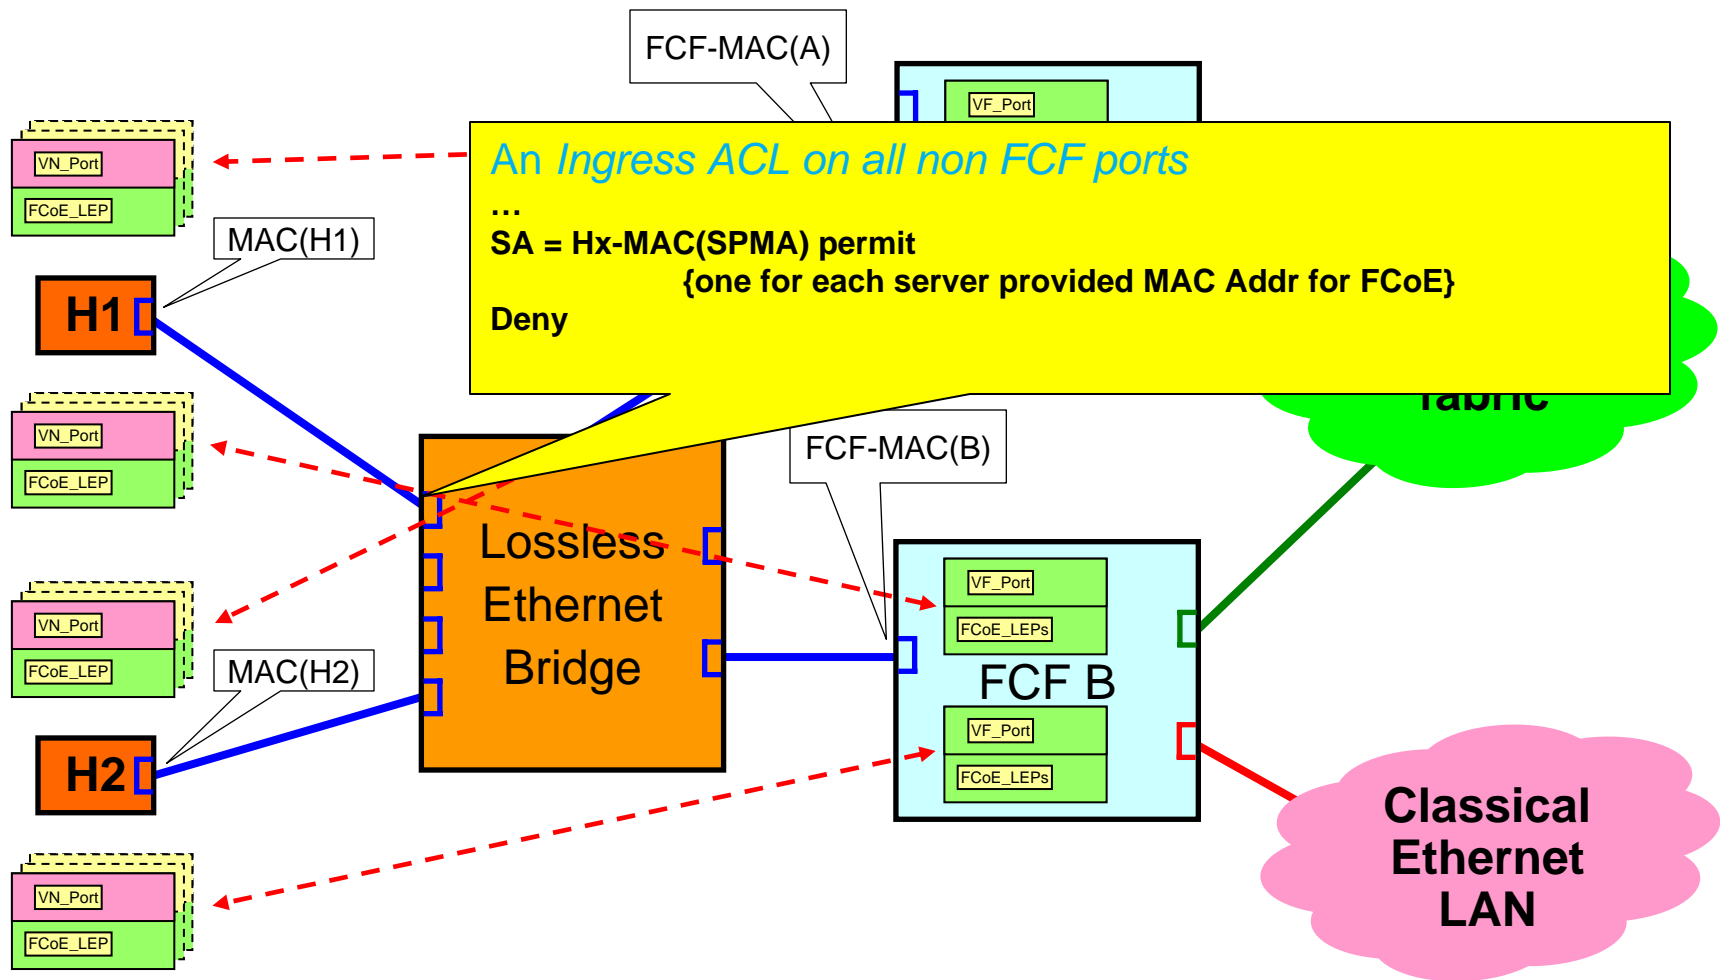 FCF-MAC(A)
VF_Port
An Ingress ACL on all non FCF ports
...
SA = Hx-MAC(SPMA) permit
{one for each server provided MAC Addr for FCoE}
Deny
VN_Port
FCoE_LEP
MAC(H1)
H1
fabric
VN_Port
FCoE_LEP
FCF-MAC(B)
Lossless
Ethernet
Bridge
VF_Port
FCoE_LEPs
FCF B
VF_Port
FCoE_LEPs
VN_Port
FCoE_LEP
MAC(H2)
H2
Classical
Ethernet
LAN
VN_Port
FCoE_LEP